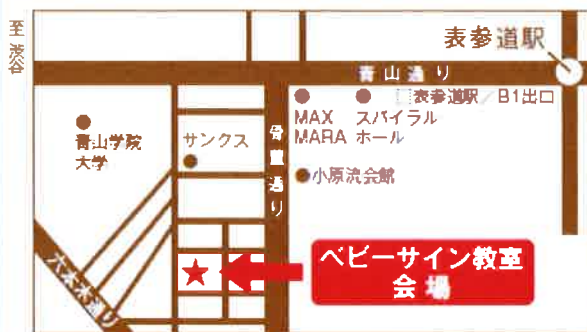 至 渋谷
表参道駅
青山通り
表参道駅/B1出口
MAX
MARA
スパイラル
ホール
青山学院
大学
サンクス
骨董通り
小原流会館
六本木通り
ベビーサイン教室
会場